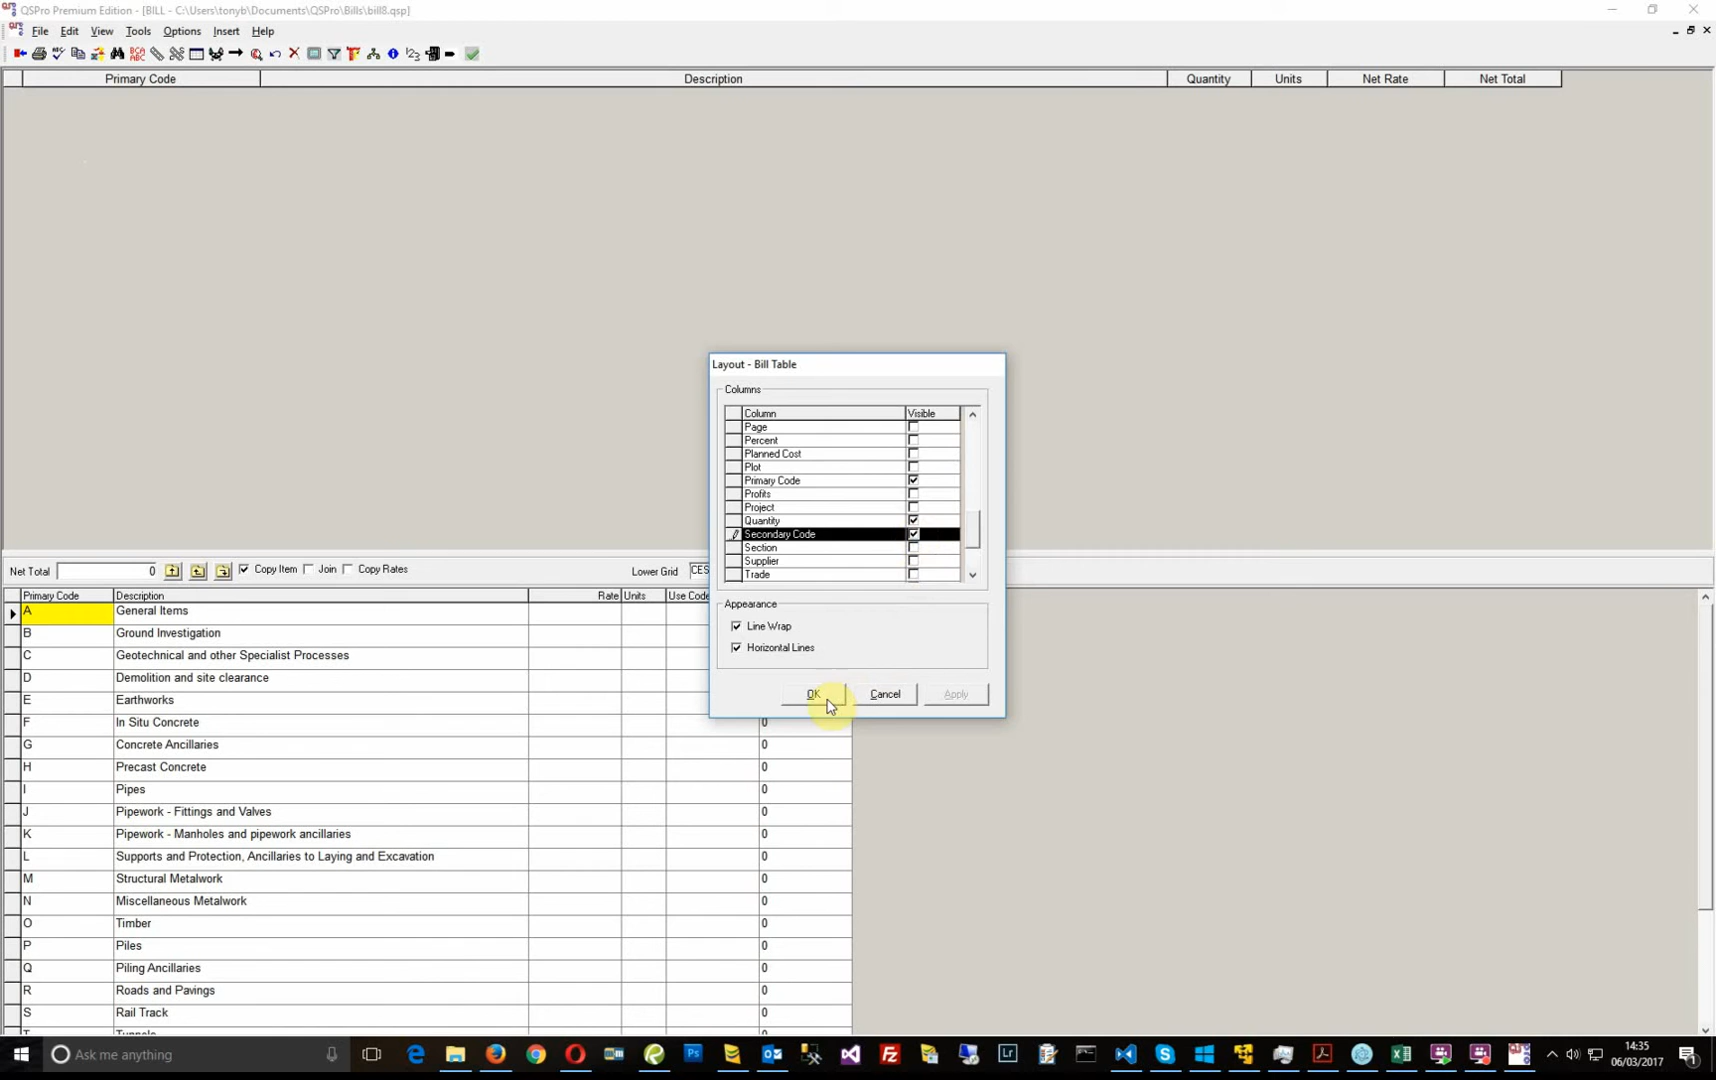 QSPro Premium Edition - [BILL - C:\Users\tonyb\Documents\QSPro\Bills\bill8.qsp]
File Edit View Tools Options Insert Help
Primary Code Description Quantity Units Net Rate Net Total
Layout - Bill Table
Columns
Column Visible
Page
Percent
Planned Cost
Plot
Primary Code
Profits
Project
Quantity
Secondary Code
Section
Supplier
Trade
Appearance
Line Wrap
Horizontal Lines
OK Cancel Apply
Net Total 0 Copy Item Join Copy Rates Lower Grid CES
Primary Code Description Rate Units Use Code
A General Items
B Ground Investigation
C Geotechnical and other Specialist Processes
D Demolition and site clearance
E Earthworks
F In Situ Concrete 0
G Concrete Ancillaries 0
H Precast Concrete 0
I Pipes 0
J Pipework - Fittings and Valves 0
K Pipework - Manholes and pipework ancillaries 0
L Supports and Protection, Ancillaries to Laying and Excavation 0
M Structural Metalwork 0
N Miscellaneous Metalwork 0
O Timber 0
P Piles 0
Q Piling Ancillaries 0
R Roads and Pavings 0
S Rail Track 0
T Tunnels
Ask me anything
14:35
06/03/2017